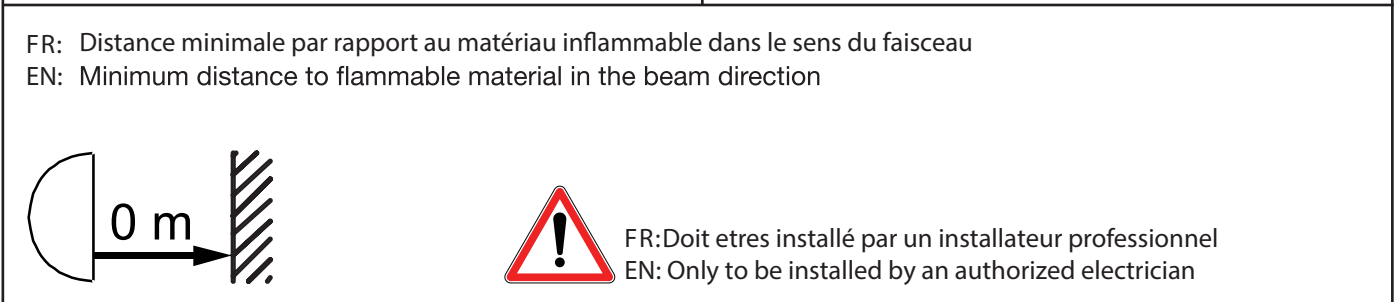 FR: Distance minimale par rapport au matériau inflammable dans le sens du faisceau
EN: Minimum distance to flammable material in the beam direction
0 m
FR:Doit etres installé par un installateur professionnel
EN: Only to be installed by an authorized electrician